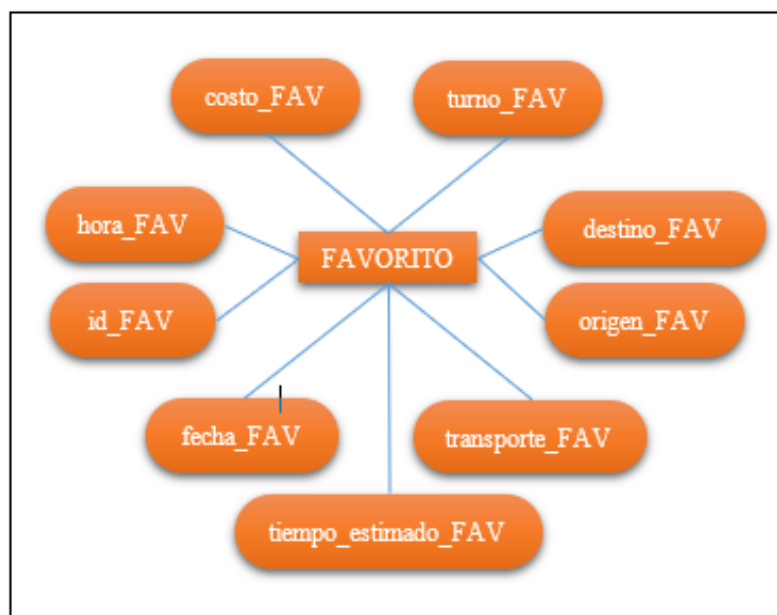 costo_FAV
turno_FAV
hora_FAV
destino_FAV
FAVORITO
id_FAV
origen_FAV
fecha_FAV
transporte_FAV
tiempo_estimado_FAV